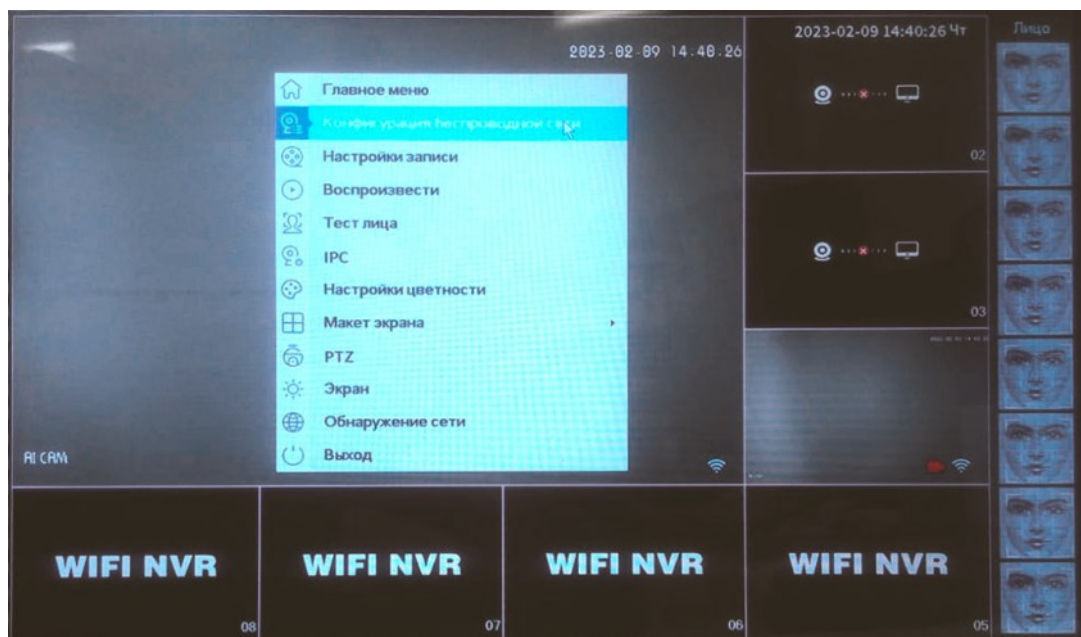 2023-02-09 14:40:26 Чт
Лица
2023-02-09 14:40:26
Главное меню
Конфигурация беспроводной сети
Настройки записи
Воспроизвести
Тест лица
IPC
Настройки цветности
Макет экрана
PTZ
Экран
Обнаружение сети
Выход
02
03
AI CAM
WIFI NVR
WIFI NVR
WIFI NVR
WIFI NVR
08
07
06
05